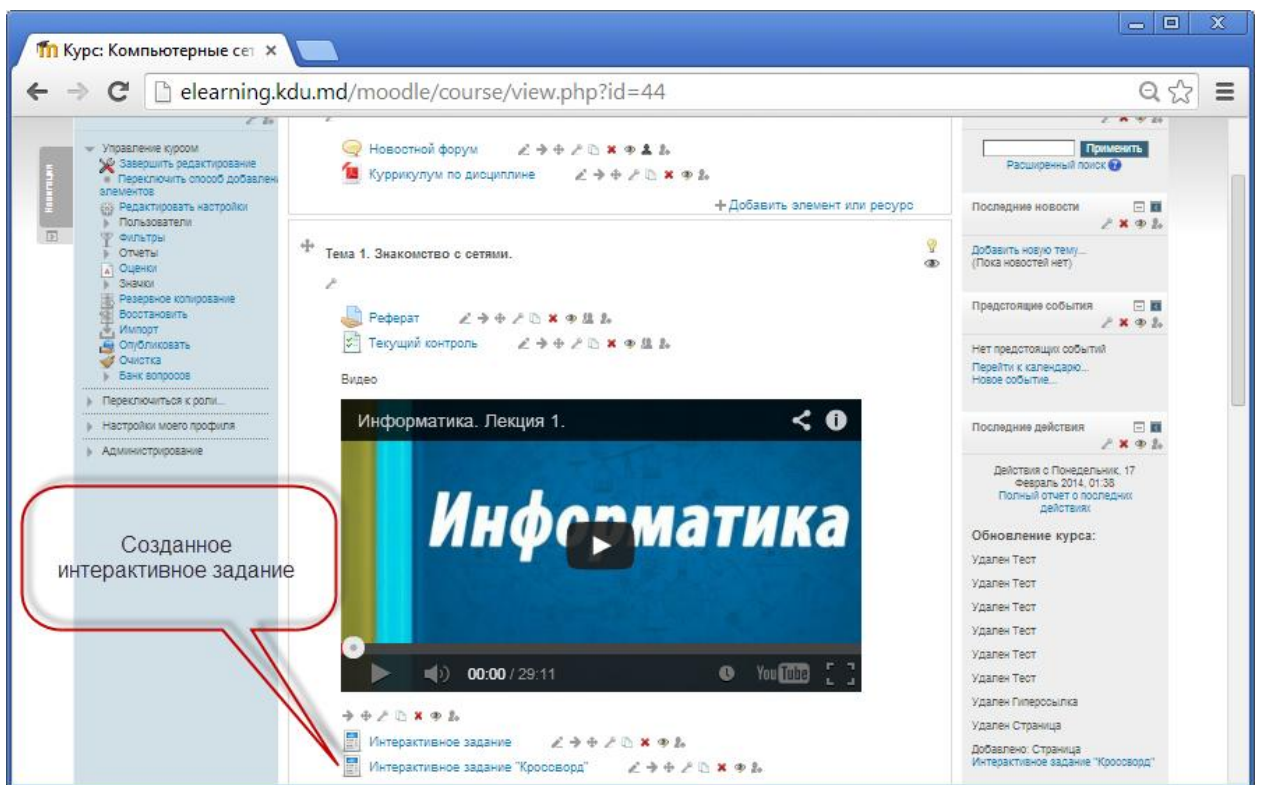 Курс: Компьютерные сет
elearning.kdu.md/moodle/course/view.php?id=44
Навигация
Управление курсом
Завершить редактирование
Переключить способ добавлен
элементов
Редактировать настройки
Пользователи
Фильтры
Отчеты
Оценки
Значки
Резервное копирование
Восстановить
Импорт
Опубликовать
Очистка
Банк вопросов
Переключиться к роли...
Настройки моего профиля
Администрирование
Созданное
интерактивное задание
Новостной форум
Куррикулум по дисциплине
Добавить элемент или ресурс
Тема 1. Знакомство с сетями.
Реферат
Текущий контроль
Видео
Информатика. Лекция 1.
Информатика
00:00 / 29:11
YouTube
Интерактивное задание
Интерактивное задание "Кроссворд"
Применить
Расширенный поиск
Последние новости
Добавить новую тему...
(Пока новостей нет)
Предстоящие события
Нет предстоящих событий
Перейти к календарю...
Новое событие...
Последние действия
Действия с Понедельник, 17
Февраль 2014, 01:38
Полный отчет о последних
действиях
Обновление курса:
Удален Тест
Удален Тест
Удален Тест
Удален Тест
Удален Тест
Удален Тест
Удален Гиперссылка
Удален Страница
Добавлено: Страница
Интерактивное задание "Кроссворд"